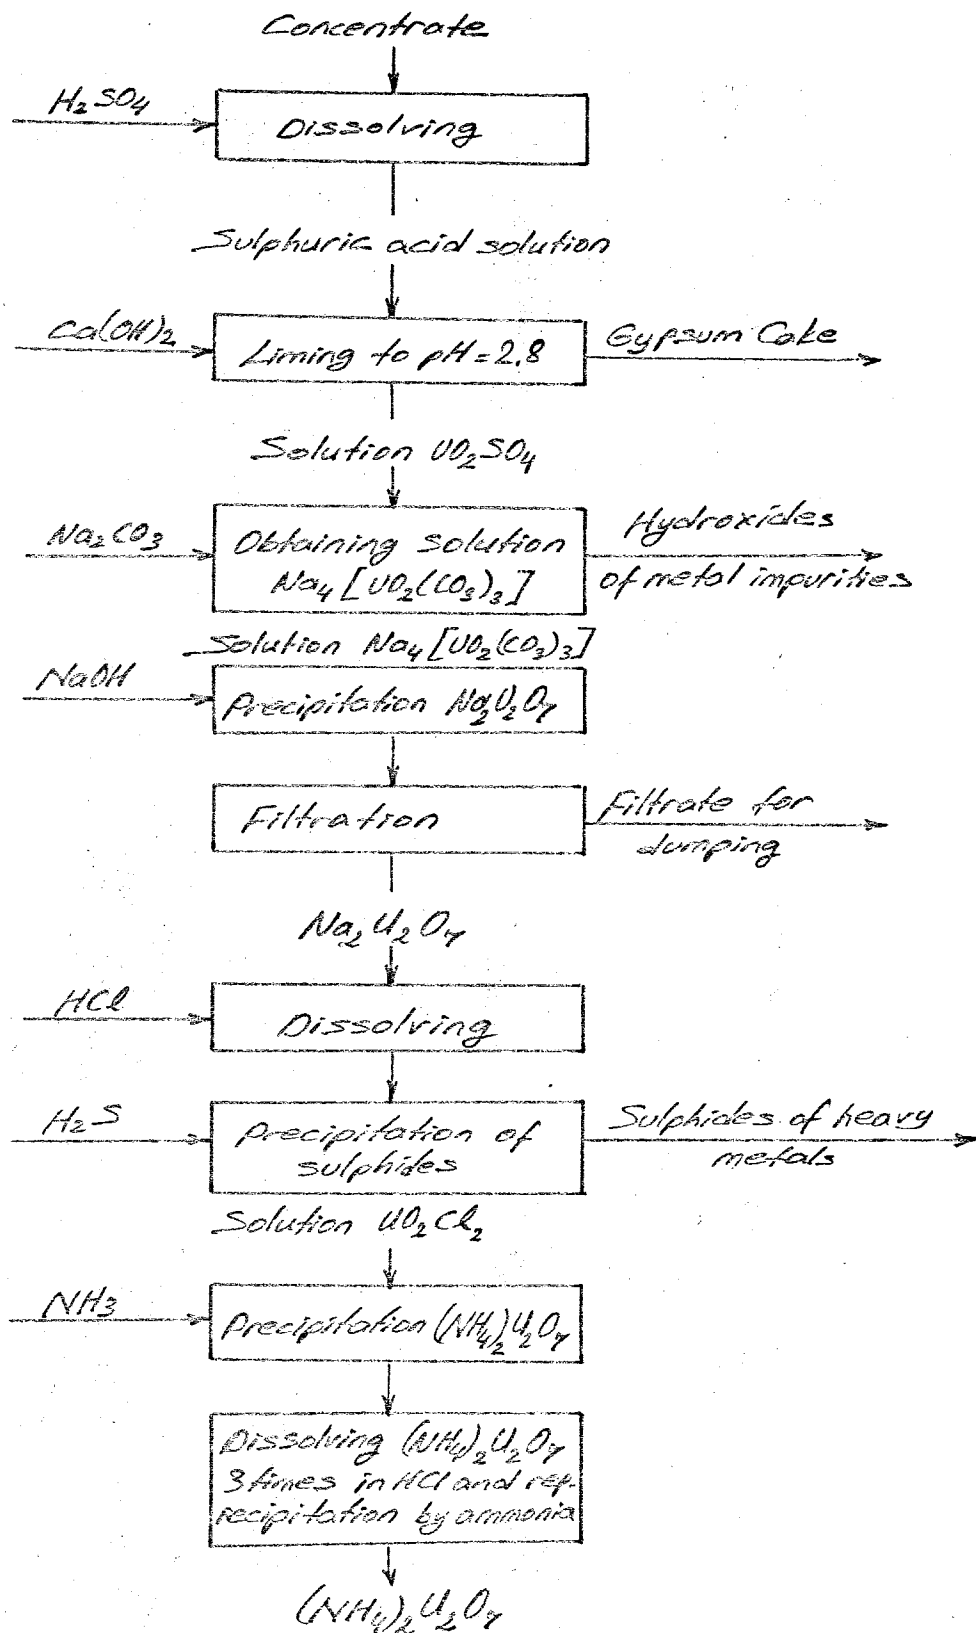 Concentrate
H₂SO₄
Dissolving
Sulphuric acid solution
Ca(OH)₂
Liming to pH=2.8
Gypsum Cake
Solution UO₂SO₄
Na₂CO₃
Obtaining solution
Na₄[UO₂(CO₃)₃]
Hydroxides
of metal impurities
Solution Na₄[UO₂(CO₃)₃]
NaOH
Precipitation Na₂U₂O₇
Filtration
Filtrate for
dumping
Na₂U₂O₇
HCl
Dissolving
H₂S
Precipitation of
sulphides
Sulphides of heavy
metals
Solution UO₂Cl₂
NH₃
Precipitation (NH₄)₂U₂O₇
Dissolving (NH₄)₂U₂O₇
3 times in HCl and rep-
recipitation by ammonia
(NH₄)₂U₂O₇